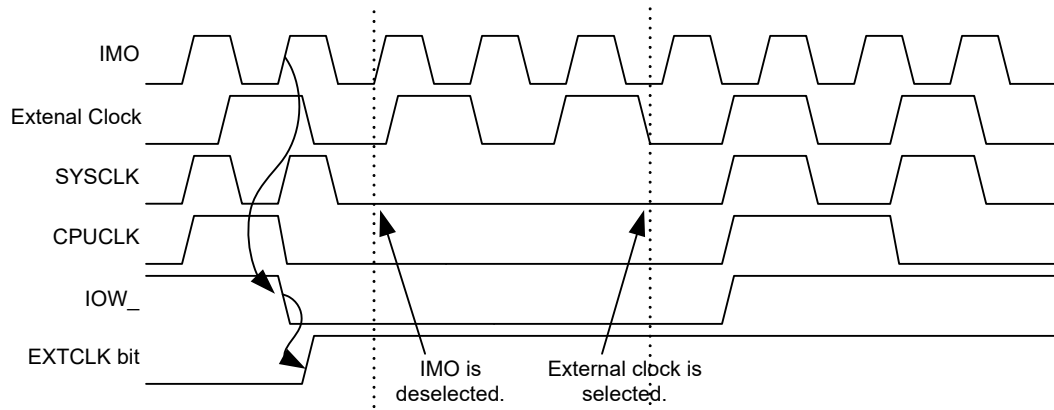 IMO
Extenal Clock
SYSCLK
CPUCLK
IOW_
EXTCLK bit
IMO is
deselected.
External clock is
selected.